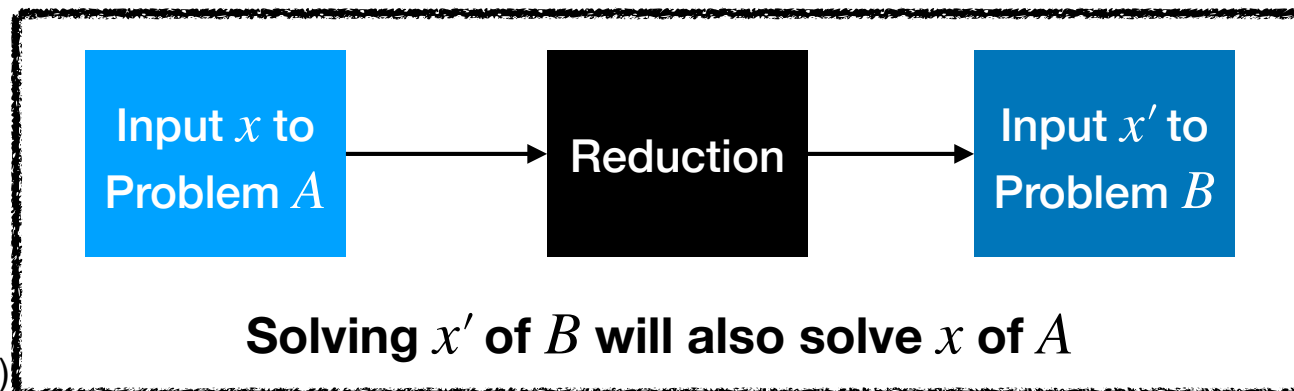 Input x to
Problem A
Reduction
Input x′ to
Problem B
Solving x′ of B will also solve x of A
)